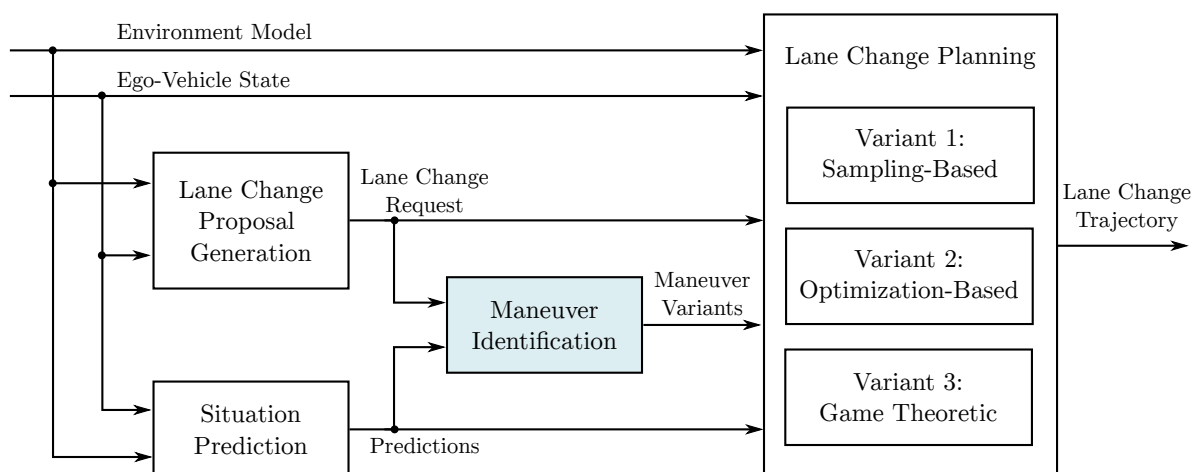 Environment Model
Ego-Vehicle State
Lane Change Planning
Variant 1:
Sampling-Based
Lane Change
Proposal
Generation
Lane Change
Request
Lane Change
Trajectory
Variant 2:
Optimization-Based
Maneuver
Identification
Maneuver
Variants
Variant 3:
Game Theoretic
Situation
Prediction
Predictions